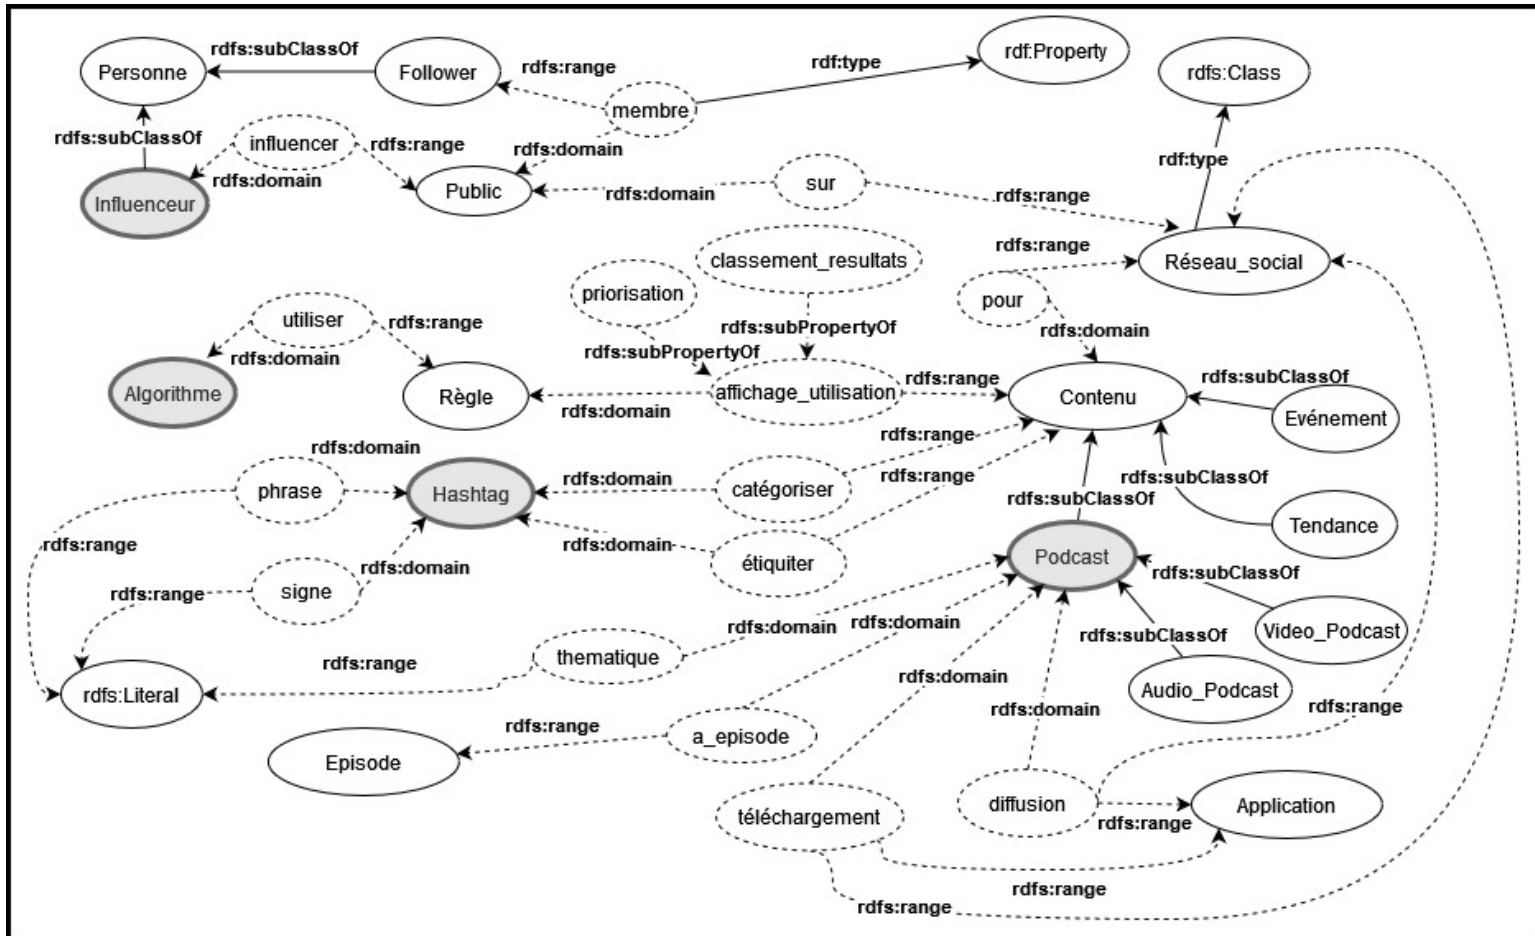 rdfs:subClassOf
Personne
Follower
rdfs:range
rdf:type
rdf:Property
rdfs:Class
membre
rdfs:subClassOf
influencer
rdfs:range
rdfs:domain
rdf:type
rdfs:domain
Influenceur
Public
rdfs:domain
sur
rdfs:range
rdfs:range
Réseau_social
classement_resultats
priorisation
pour
utiliser
rdfs:range
rdfs:domain
rdfs:subPropertyOf
rdfs:subPropertyOf
rdfs:domain
Algorithme
Règle
rdfs:domain
affichage_utilisation
rdfs:range
Contenu
rdfs:subClassOf
Evénement
rdfs:domain
rdfs:range
phrase
Hashtag
rdfs:domain
catégoriser
rdfs:range
rdfs:subClassOf
rdfs:subClassOf
Tendance
rdfs:range
rdfs:domain
rdfs:domain
étiquiter
Podcast
rdfs:subClassOf
signe
rdfs:range
rdfs:domain
rdfs:domain
rdfs:subClassOf
Video_Podcast
rdfs:range
thematique
rdfs:domain
rdfs:Literal
Audio_Podcast
rdfs:range
rdfs:domain
rdfs:range
a_episode
Episode
téléchargement
diffusion
Application
rdfs:range
rdfs:range
rdfs:range